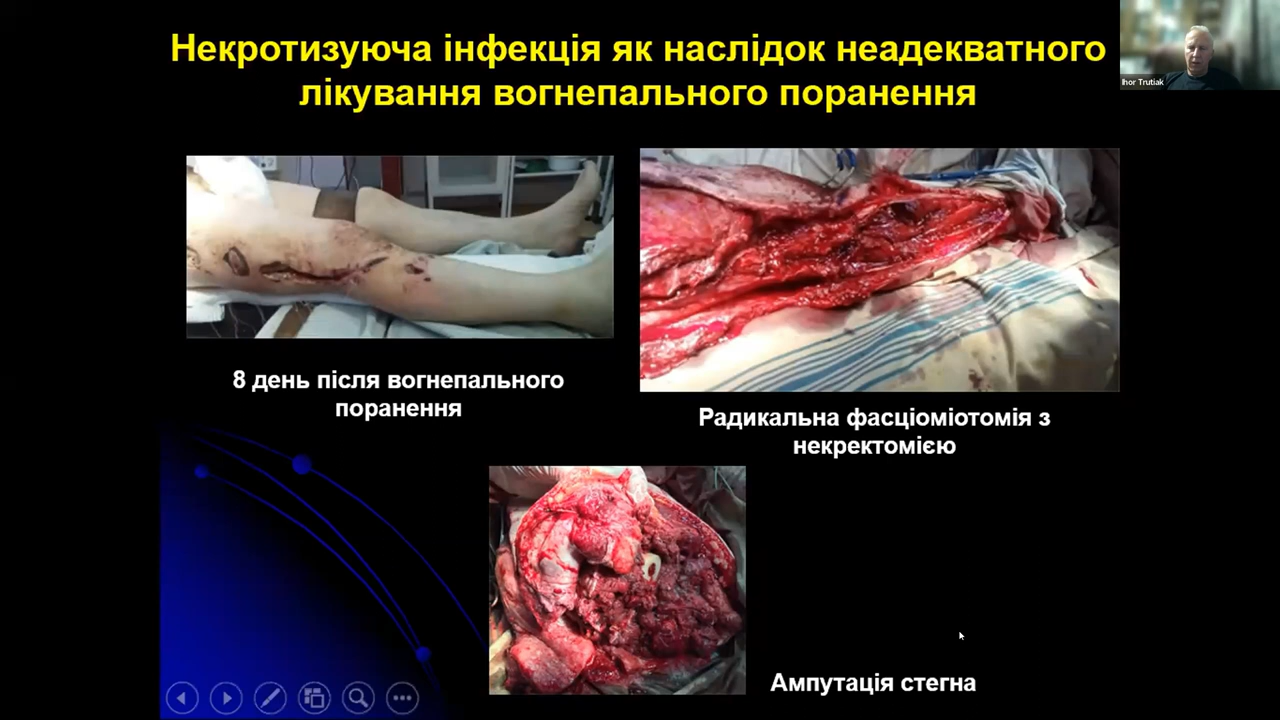 Некротизуюча інфекція як наслідок неадекватного
лікування вогнепального поранення
Ihor Trutiak
8 день після вогнепального
поранення
Радикальна фасціоміотомія з
некректомією
Ампутація стегна